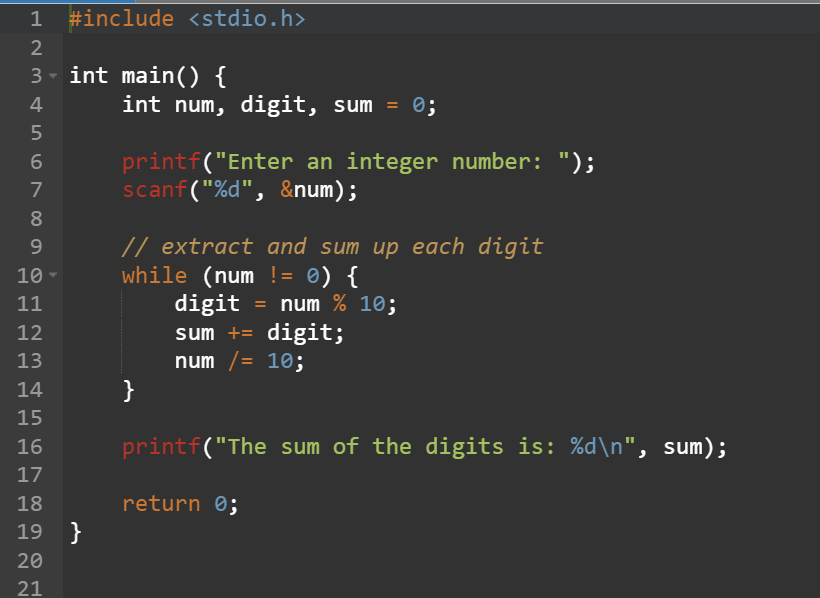 1 #include <stdio.h>
2
3 int main() {
4     int num, digit, sum = 0;
5
6     printf("Enter an integer number: ");
7     scanf("%d", &num);
8
9     // extract and sum up each digit
10     while (num != 0) {
11         digit = num % 10;
12         sum += digit;
13         num /= 10;
14     }
15
16     printf("The sum of the digits is: %d\n", sum);
17
18     return 0;
19 }
20
21